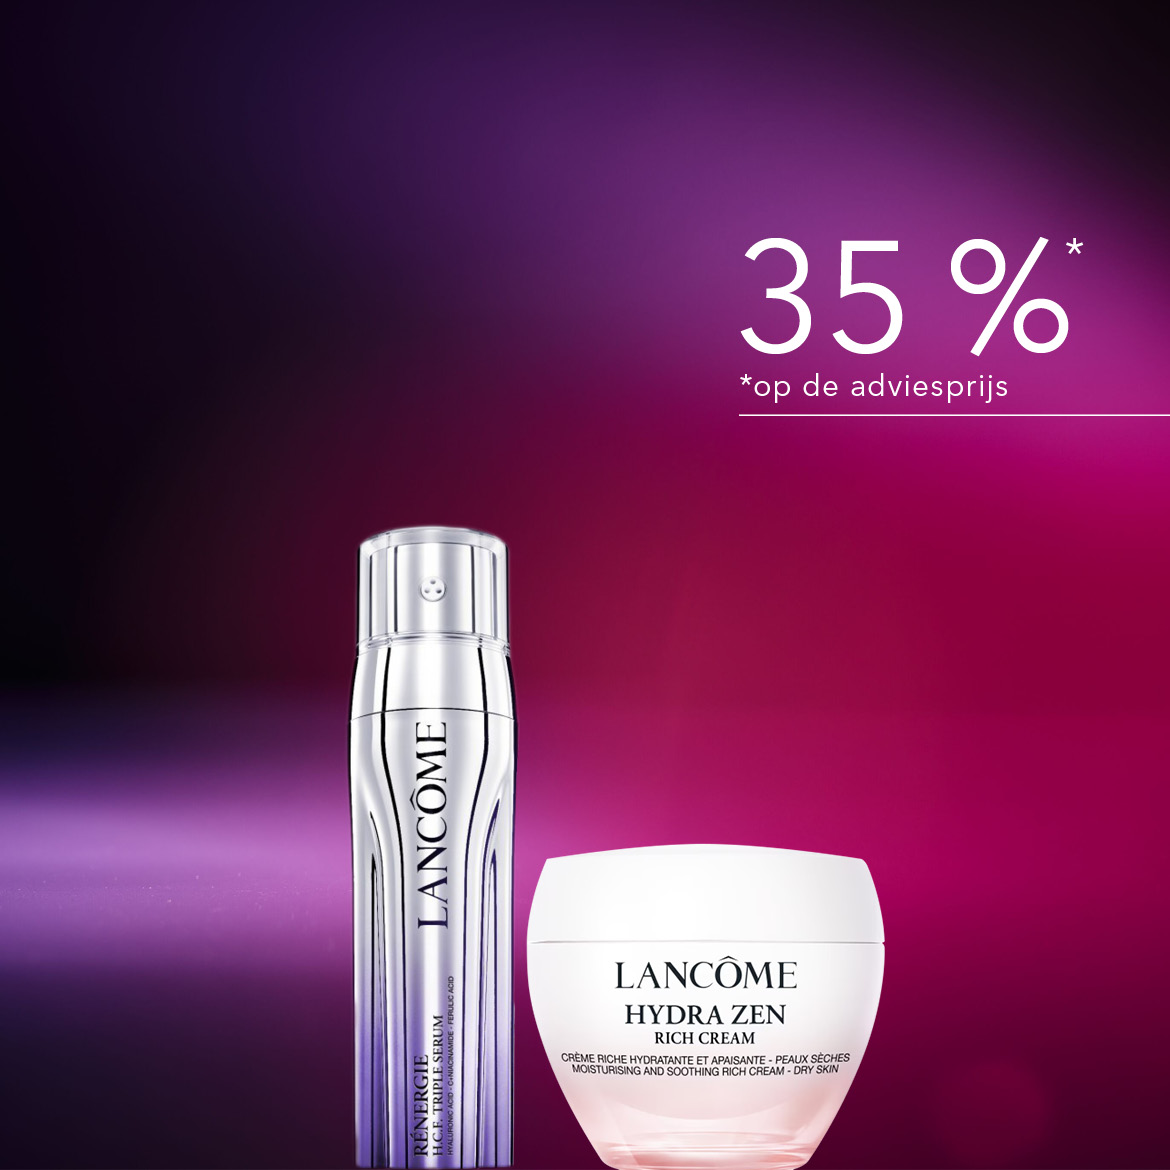 35 %*
*op de adviesprijs
LANCÔME
RÉNERGIE
H.C.F. TRIPLE SERUM
HYALURONIC ACID - C+NIACINAMIDE - FERULIC ACID
LANCÔME
HYDRA ZEN
RICH CREAM
CRÈME RICHE HYDRATANTE ET APAISANTE - PEAUX SÈCHES
MOISTURISING AND SOOTHING RICH CREAM - DRY SKIN